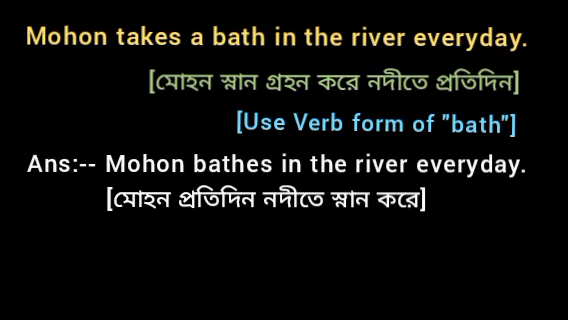 Mohon takes a bath in the river everyday.
[মোহন স্নান গ্রহন করে নদীতে প্রতিদিন]
[Use Verb form of "bath"]
Ans:-- Mohon bathes in the river everyday.
[মোহন প্রতিদিন নদীতে স্নান করে]